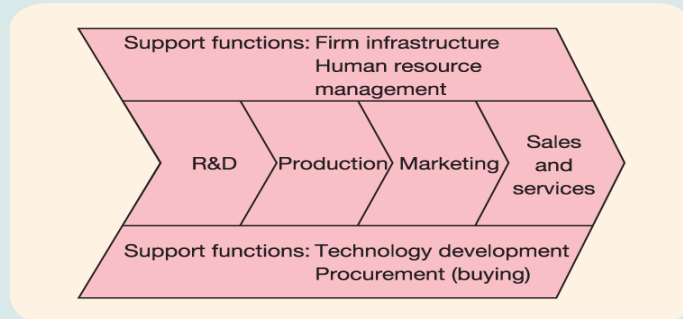 Support functions: Firm infrastructure
Human resource
management
R&D
Production
Marketing
Sales
and
services
Support functions: Technology development
Procurement (buying)